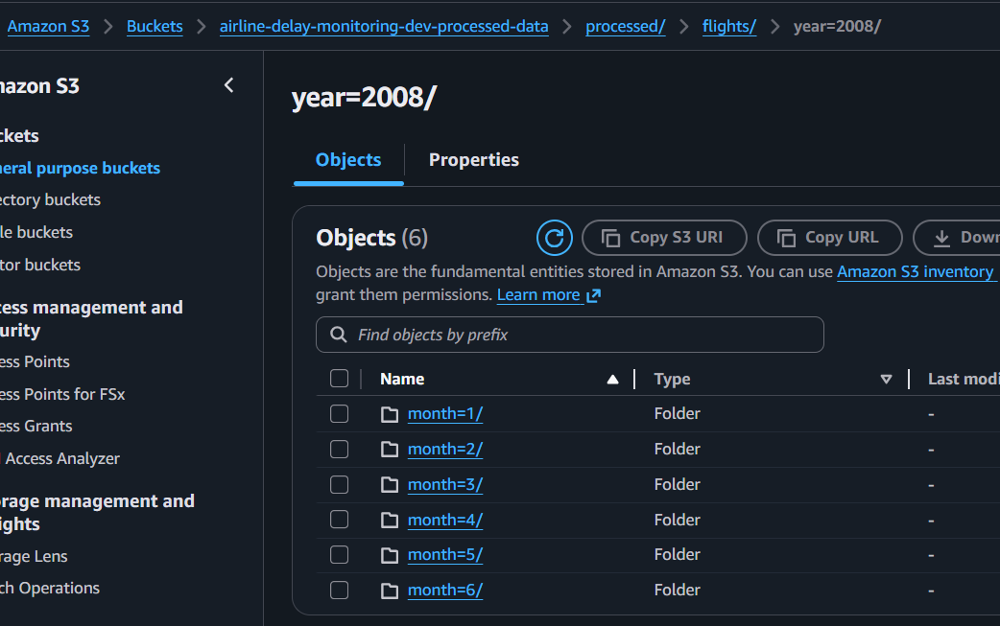 Amazon S3 > Buckets > airline-delay-monitoring-dev-processed-data > processed/ > flights/ > year=2008/
mazon S3
ckets
neral purpose buckets
ectory buckets
le buckets
tor buckets
cess management and
urity
ess Points
ess Points for FSx
ess Grants
Access Analyzer
orage management and
ights
rage Lens
ch Operations
year=2008/
Objects Properties
Objects (6) Copy S3 URI Copy URL Down
Objects are the fundamental entities stored in Amazon S3. You can use Amazon S3 inventory
grant them permissions. Learn more
Find objects by prefix
Name Type Last modi
month=1/ Folder -
month=2/ Folder -
month=3/ Folder -
month=4/ Folder -
month=5/ Folder -
month=6/ Folder -